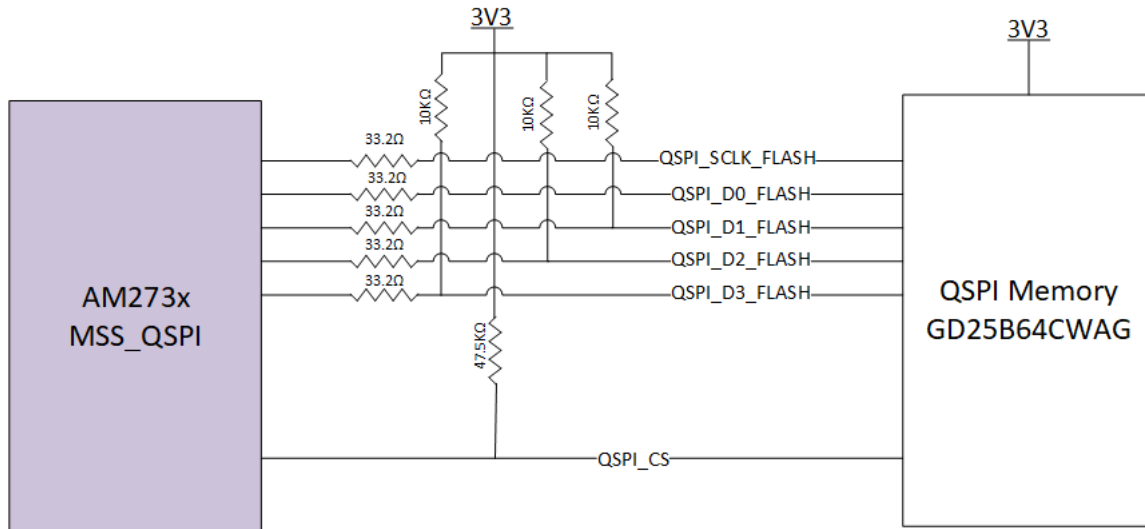 3V3
3V3
10KΩ
10KΩ
10KΩ
33.2Ω
QSPI_SCLK_FLASH
33.2Ω
QSPI_D0_FLASH
33.2Ω
QSPI_D1_FLASH
33.2Ω
QSPI_D2_FLASH
33.2Ω
QSPI_D3_FLASH
AM273x
MSS_QSPI
QSPI Memory
GD25B64CWAG
47.5KΩ
QSPI_CS